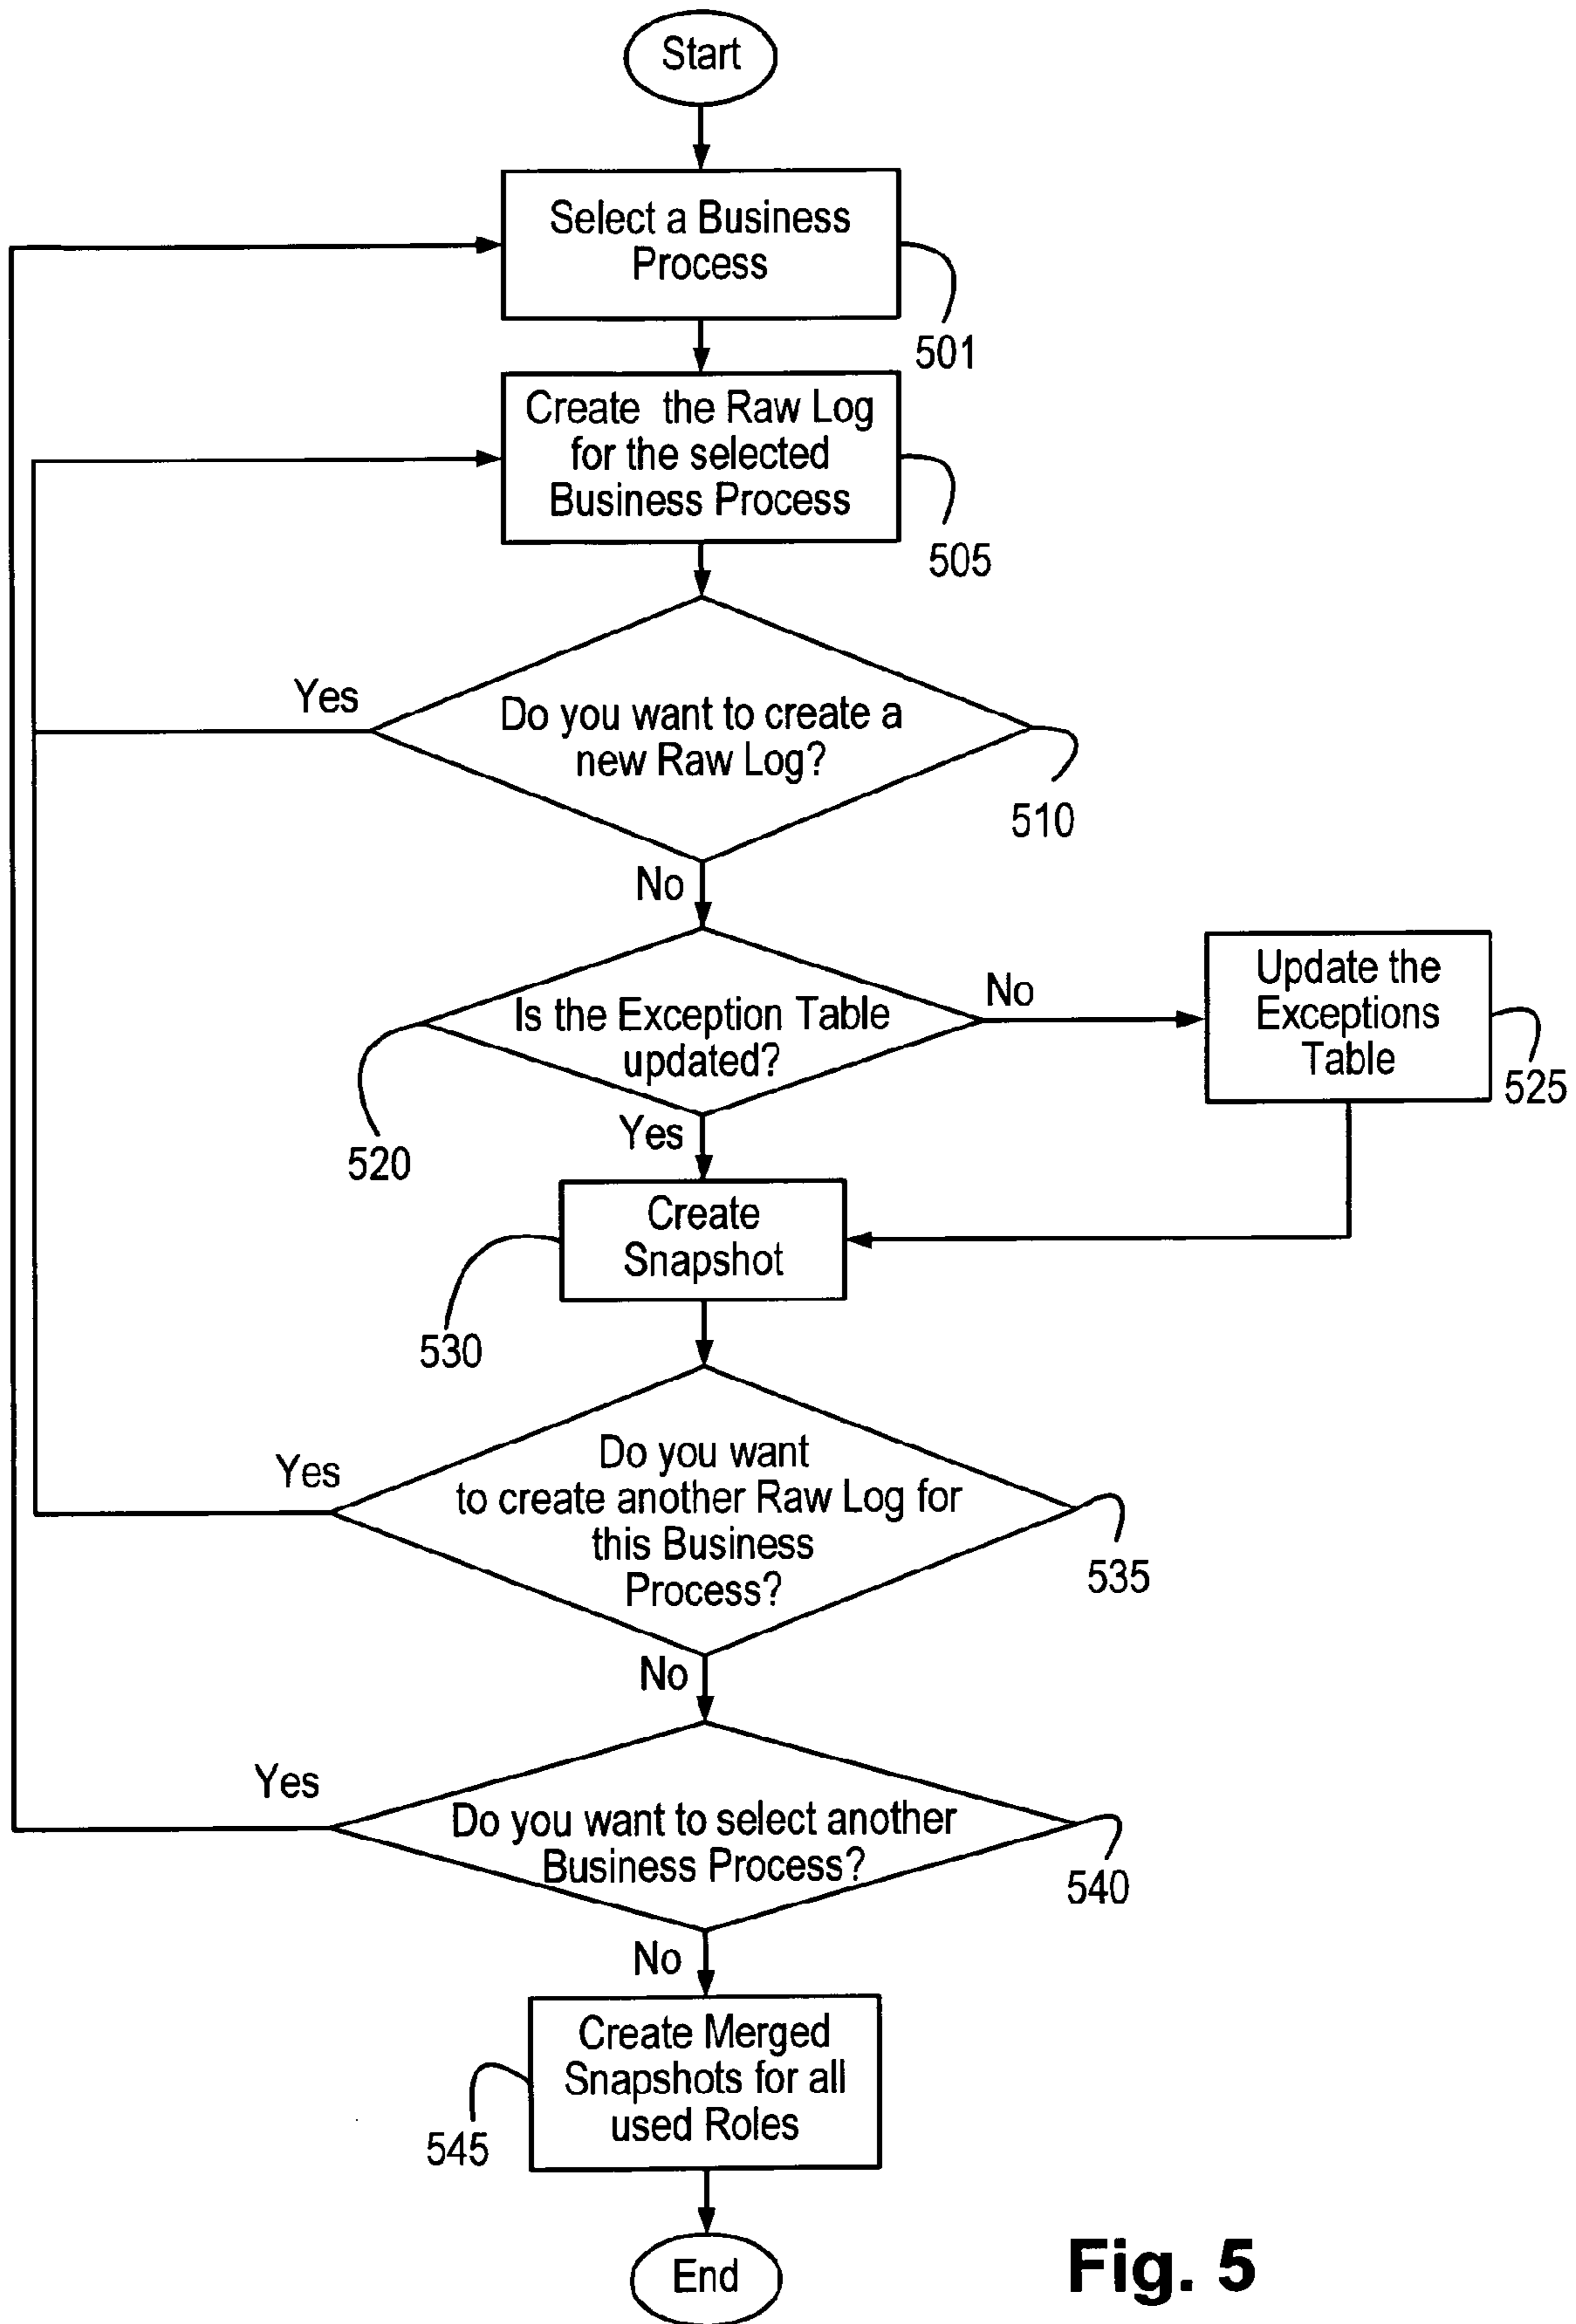 Start
Select a Business
Process
501
Create the Raw Log
for the selected
Business Process
505
Yes
Do you want to create a
new Raw Log?
510
No
Is the Exception Table
updated?
520
No
Update the
Exceptions
Table
525
Yes
Create
Snapshot
530
Yes
Do you want
to create another Raw Log for
this Business
Process?
535
No
Yes
Do you want to select another
Business Process?
540
No
Create Merged
Snapshots for all
used Roles
545
End
Fig. 5